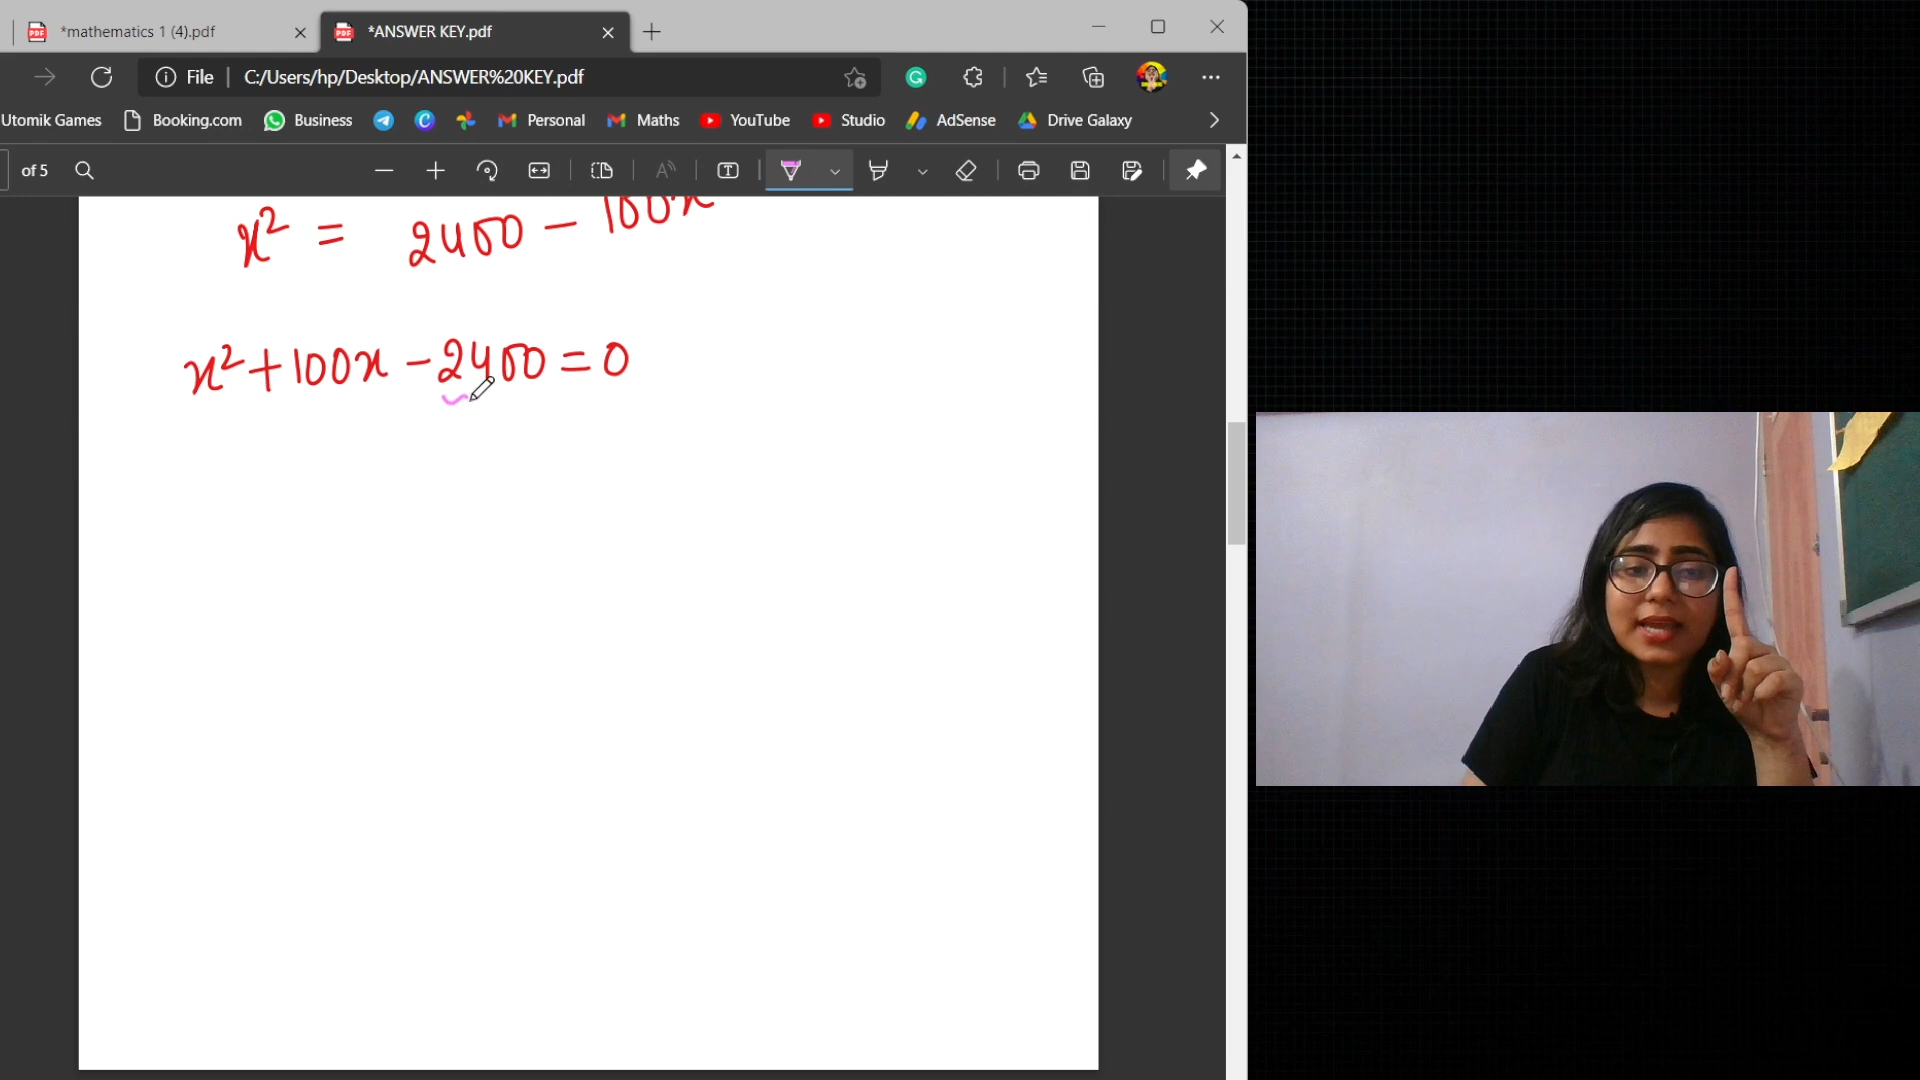 *mathematics 1 (4).pdf
*ANSWER KEY.pdf
File C:/Users/hp/Desktop/ANSWER%20KEY.pdf
Utomik Games Booking.com Business Personal Maths YouTube Studio AdSense Drive Galaxy
of 5
x² = 2400 - 100x
x² + 100x - 2400 = 0